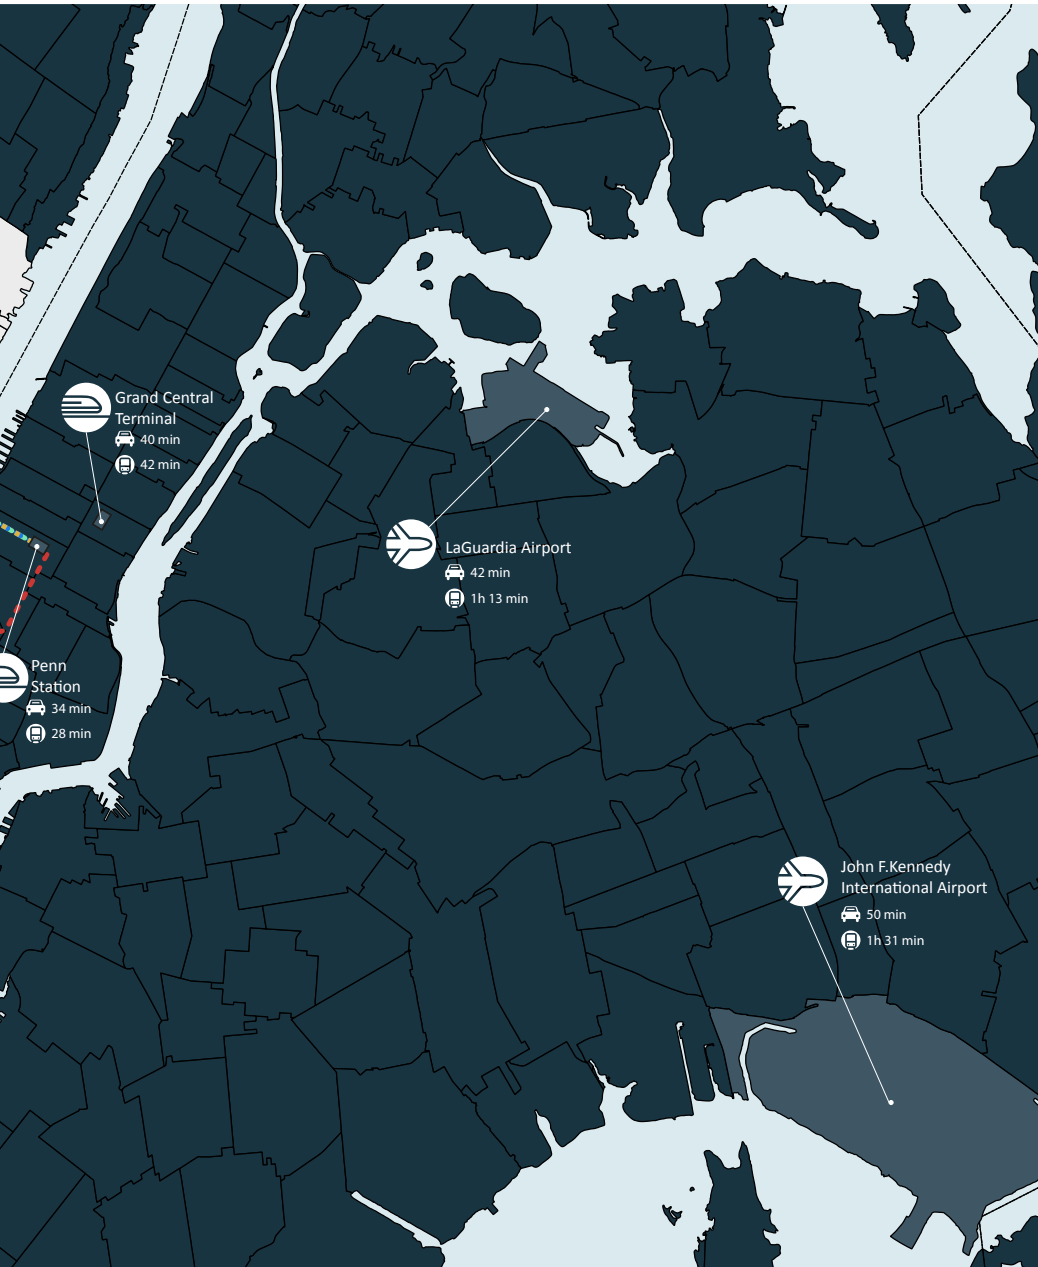 Grand Central
Terminal
40 min
42 min
LaGuardia Airport
42 min
1h 13 min
Penn
Station
34 min
28 min
John F.Kennedy
International Airport
50 min
1h 31 min